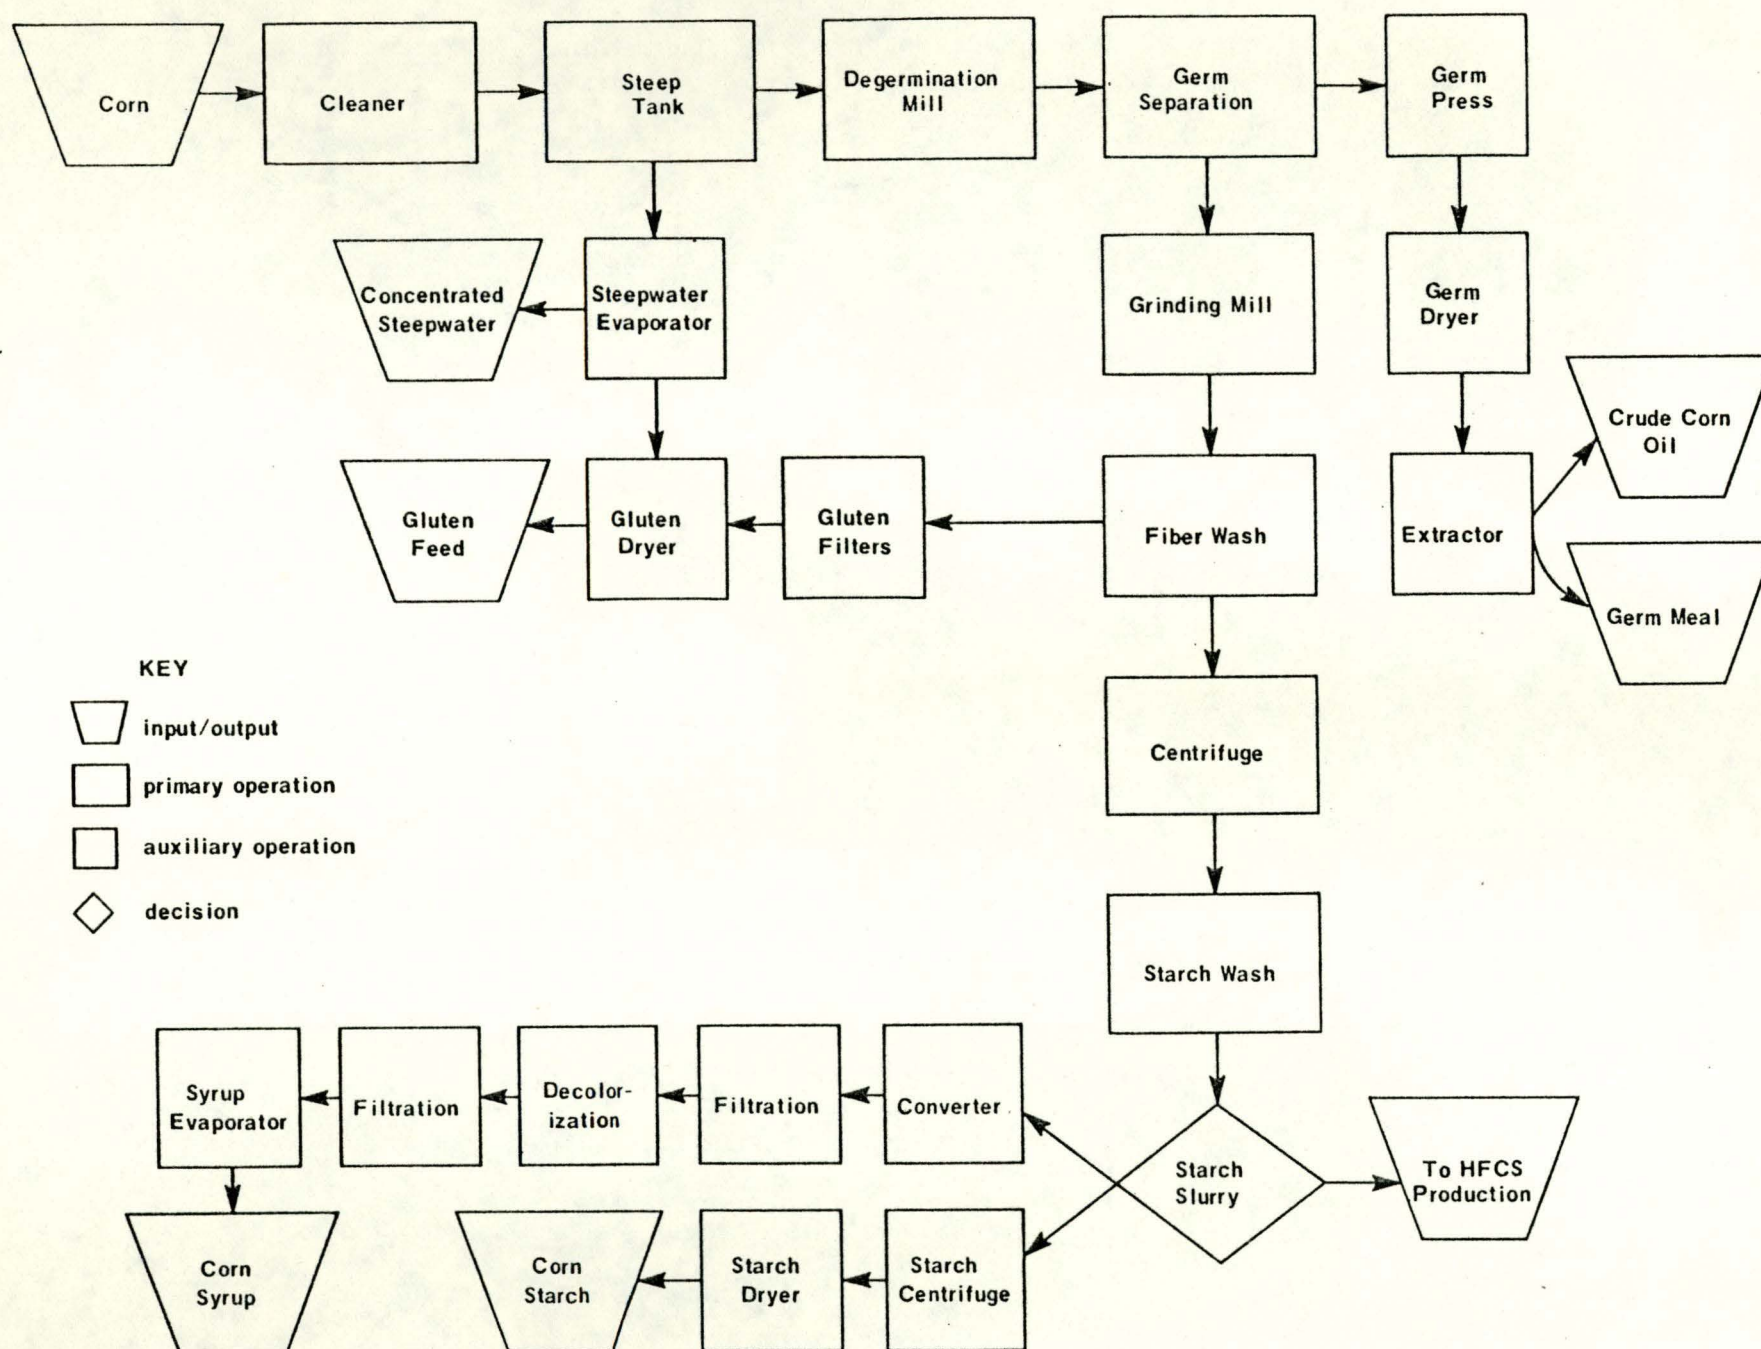 Corn
Cleaner
Steep
Tank
Degermination
Mill
Germ
Separation
Germ
Press
Concentrated
Steepwater
Steepwater
Evaporator
Grinding Mill
Germ
Dryer
Crude Corn
Oil
Gluten
Feed
Gluten
Dryer
Gluten
Filters
Fiber Wash
Extractor
Germ Meal
KEY
input/output
primary operation
auxiliary operation
decision
Centrifuge
Starch Wash
Syrup
Evaporator
Filtration
Decolor-
ization
Filtration
Converter
Starch
Slurry
To HFCS
Production
Corn
Syrup
Corn
Starch
Starch
Dryer
Starch
Centrifuge